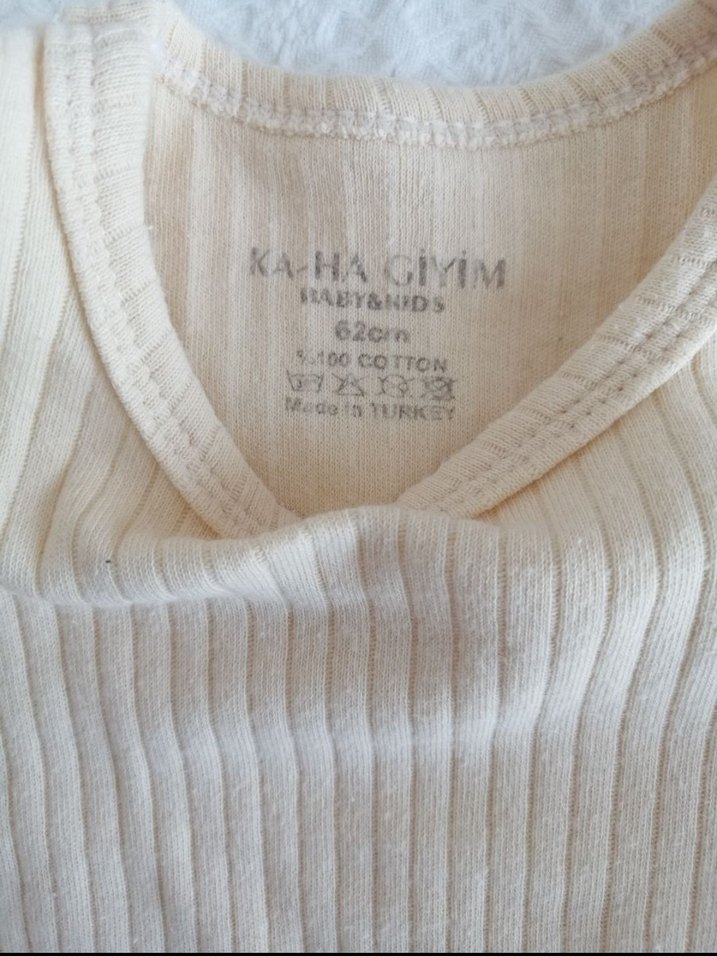 KA-HA GİYİM
BABY&KIDS
62cm
%100 COTTON
Made in TURKEY